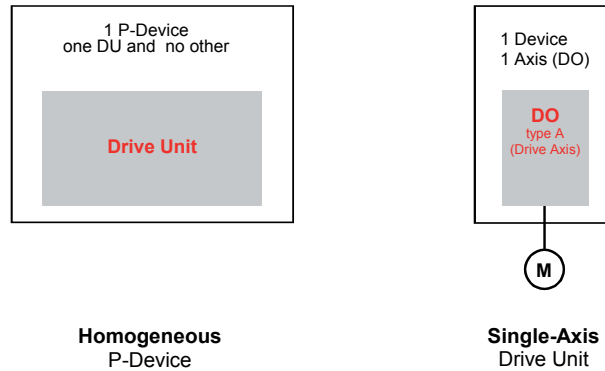 1 P-Device
one DU and no other
Drive Unit
Homogeneous
P-Device
1 Device
1 Axis (DO)
DO
type A
(Drive Axis)
M
Single-Axis
Drive Unit